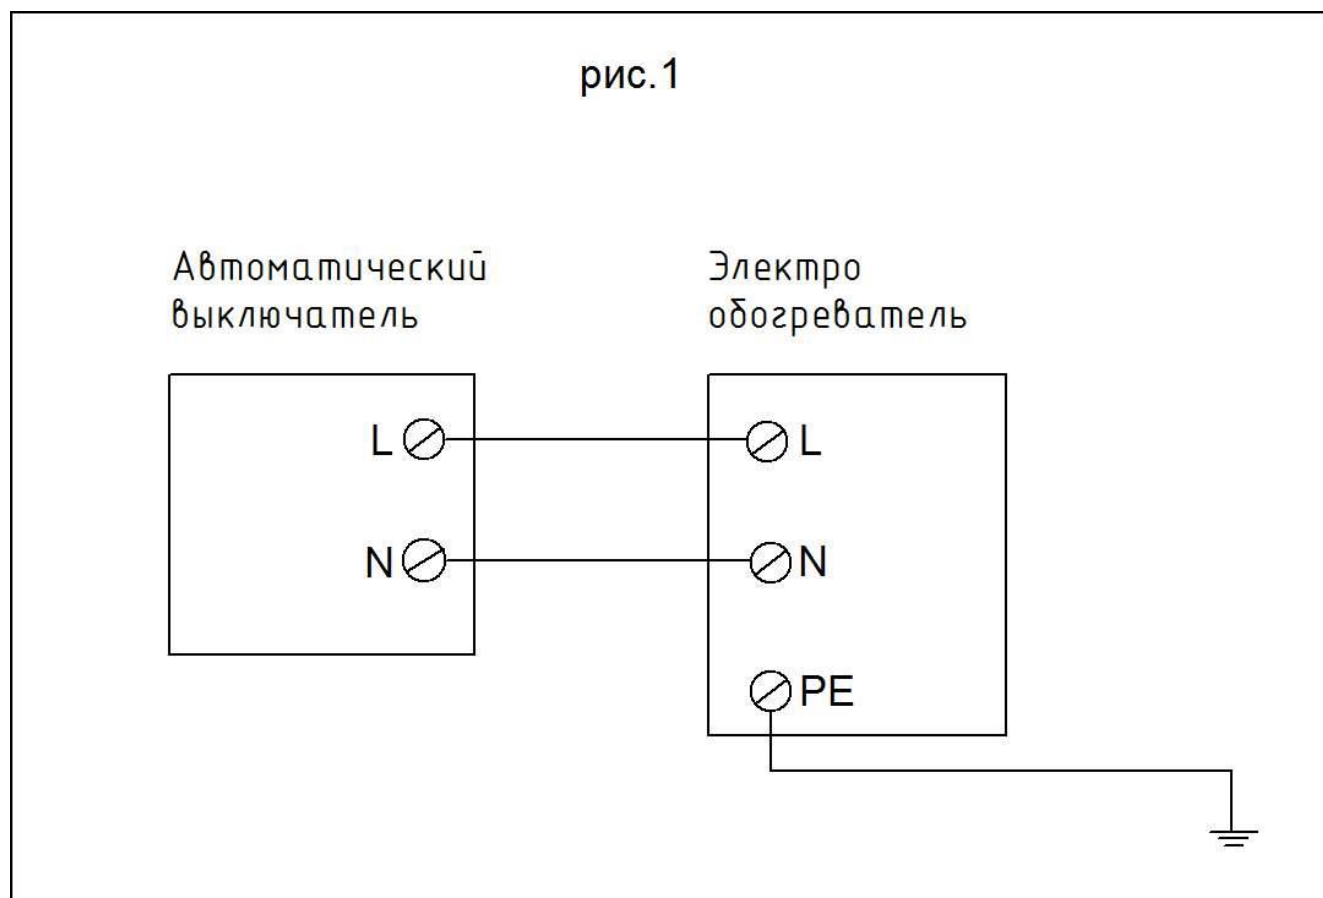 рис.1
Автоматический
выключатель
Электро
обогреватель
L
L
N
N
PE